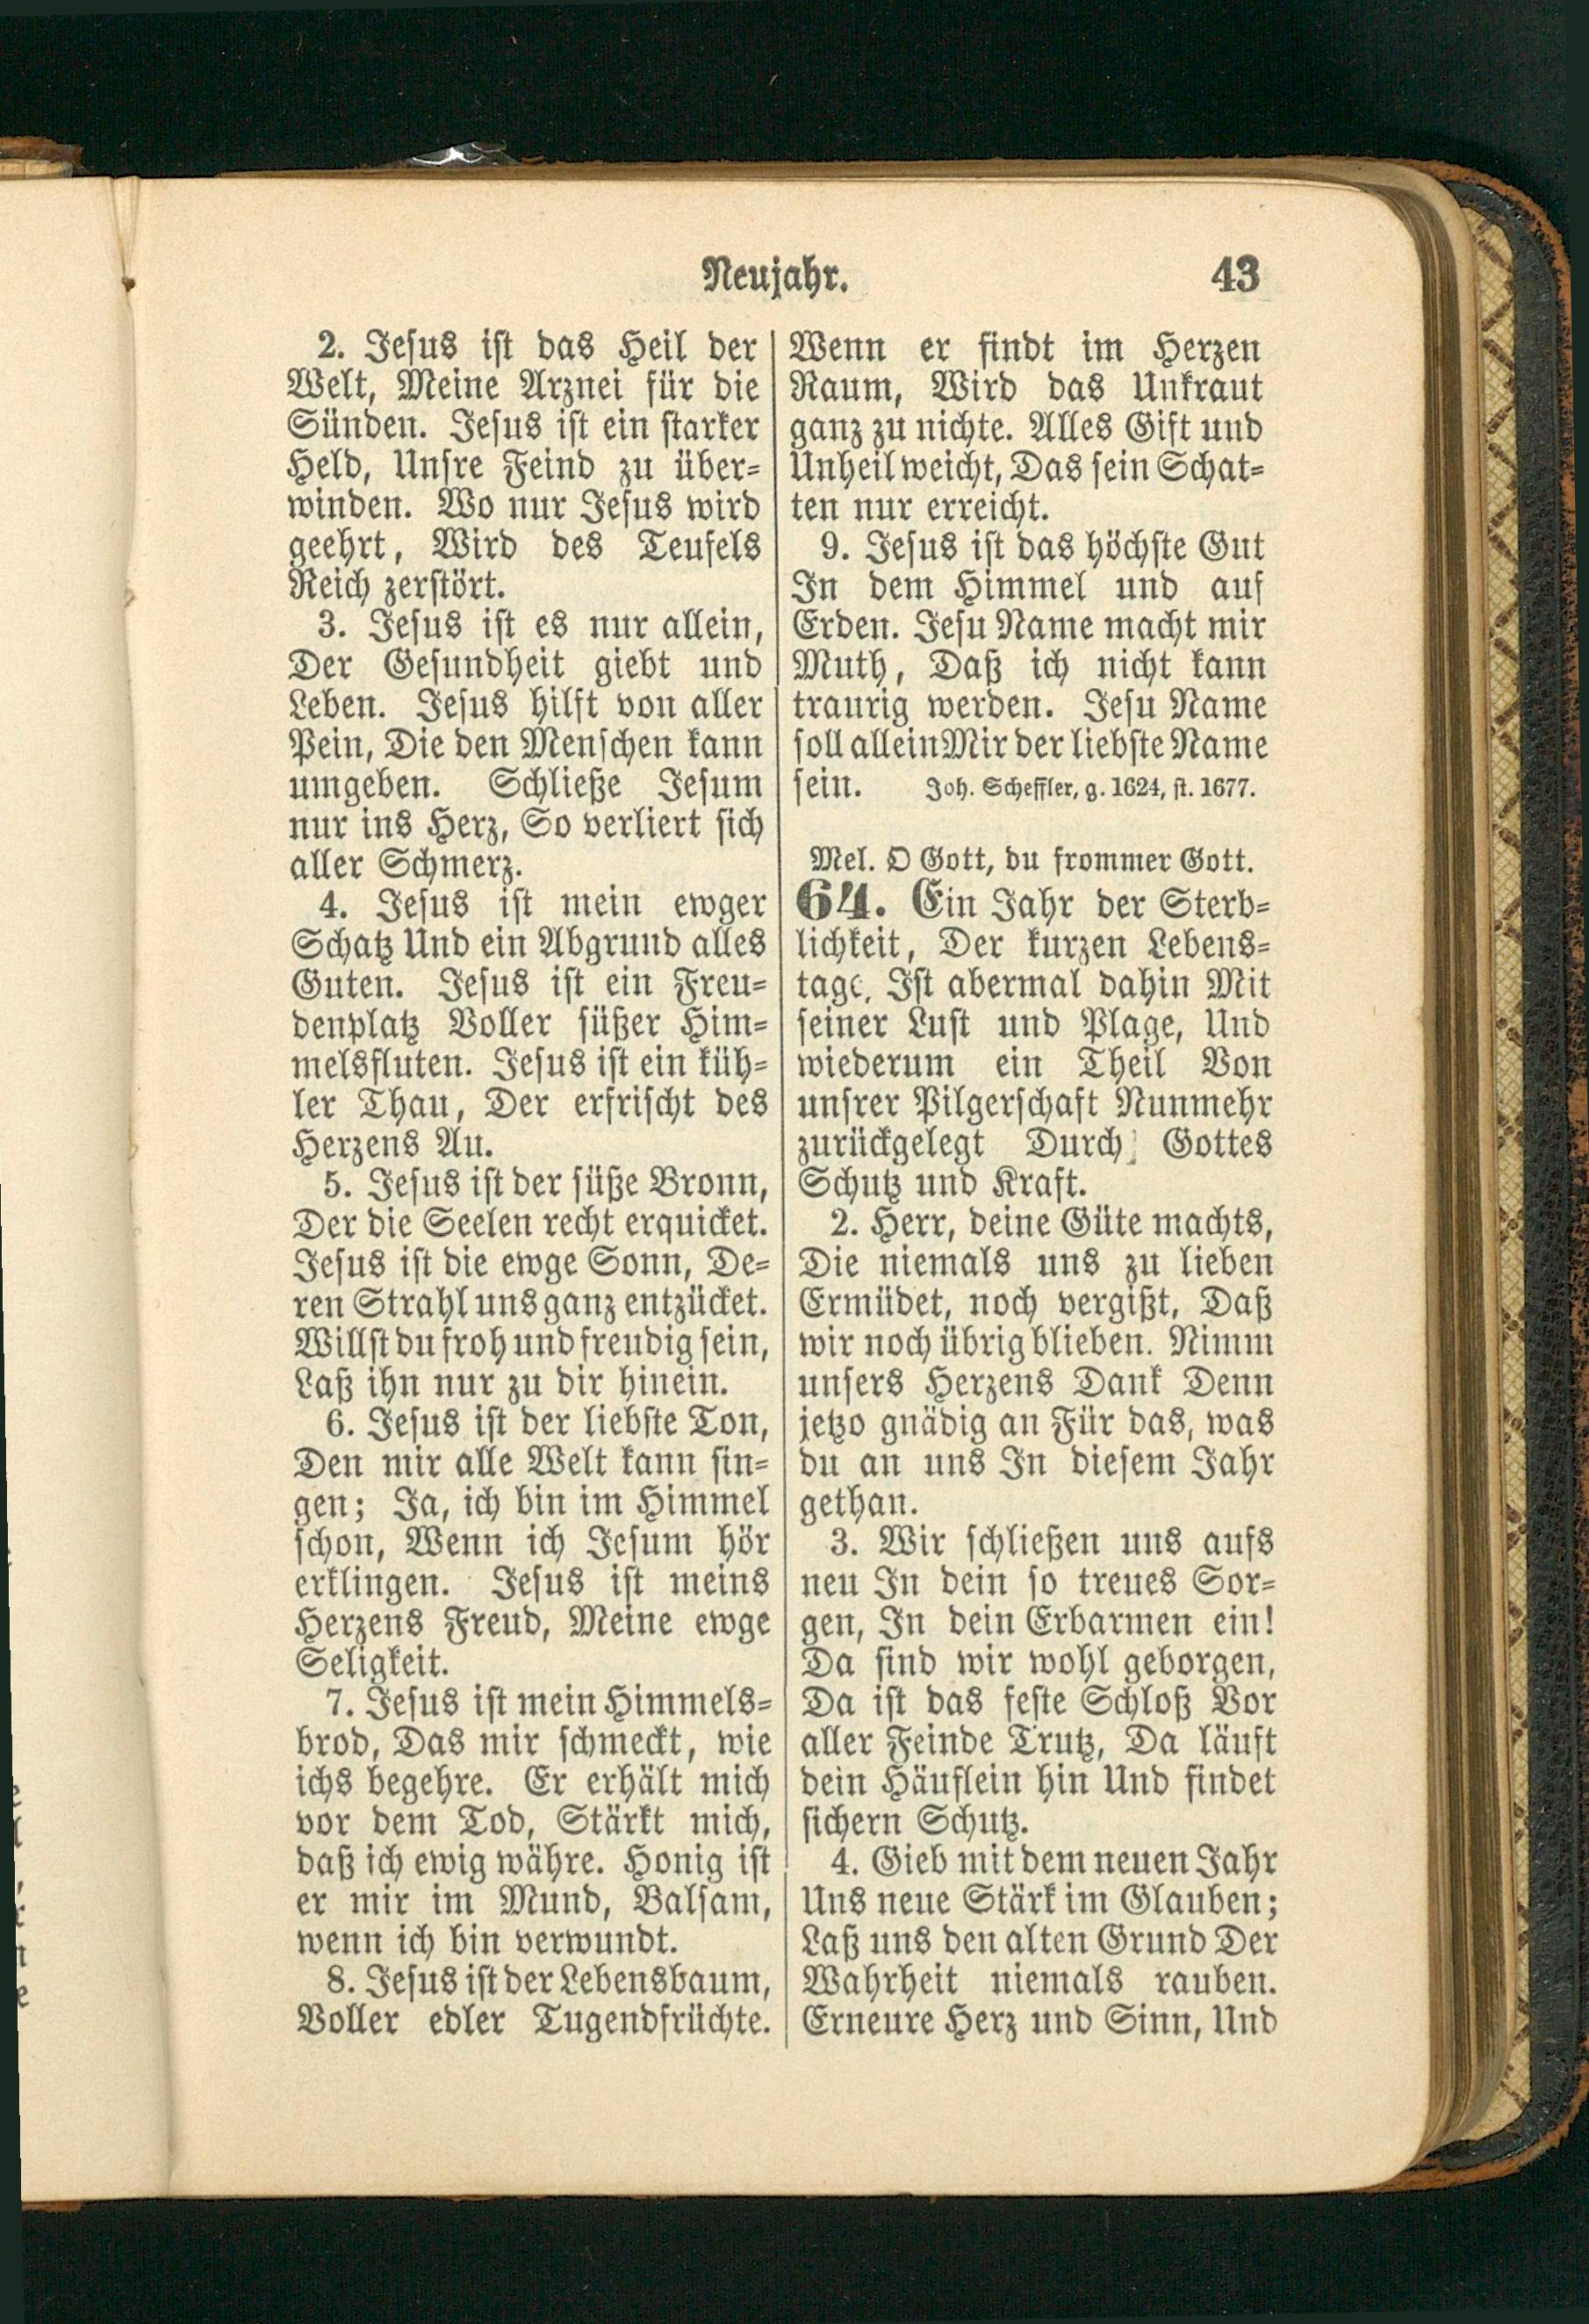 Neujahr.
43
2. Jesus ist das Heil der
Welt, Meine Arznei für die
Sünden. Jesus ist ein starker
Held, Unsre Feind zu über-
winden. Wo nur Jesus wird
geehrt, Wird des Teufels
Reich zerstört.
3. Jesus ist es nur allein,
Der Gesundheit giebt und
Leben. Jesus hilft von aller
Pein, Die den Menschen kann
umgeben. Schließe Jesum
nur ins Herz, So verliert sich
aller Schmerz.
4. Jesus ist mein ewger
Schatz Und ein Abgrund alles
Guten. Jesus ist ein Freu-
denplatz Voller süßer Him-
melsfluten. Jesus ist ein küh-
ler Thau, Der erfrischt des
Herzens Au.
5. Jesus ist der süße Bronn,
Der die Seelen recht erquicket.
Jesus ist die ewge Sonn, De-
ren Strahl uns ganz entzücket.
Willst du froh und freudig sein,
Laß ihn nur zu dir hinein.
6. Jesus ist der liebste Ton,
Den mir alle Welt kann sin-
gen; Ja, ich bin im Himmel
schon, Wenn ich Jesum hör
erklingen. Jesus ist meins
Herzens Freud, Meine ewge
Seligkeit.
7. Jesus ist mein Himmels-
brod, Das mir schmeckt, wie
ichs begehre. Er erhält mich
vor dem Tod, Stärkt mich,
daß ich ewig währe. Honig ist
er mir im Mund, Balsam,
wenn ich bin verwundt.
8. Jesus ist der Lebensbaum,
Voller edler Tugendfrüchte.
Wenn er findt im Herzen
Raum, Wird das Unkraut
ganz zu nichte. Alles Gift und
Unheil weicht, Das sein Schat-
ten nur erreicht.
9. Jesus ist das höchste Gut
In dem Himmel und auf
Erden. Jesu Name macht mir
Muth, Daß ich nicht kann
traurig werden. Jesu Name
soll allein Mir der liebste Name
sein. Joh. Scheffler, g. 1624, st. 1677.
Mel. O Gott, du frommer Gott.
64. Ein Jahr der Sterb-
lichkeit, Der kurzen Lebens-
tage, Ist abermal dahin Mit
seiner Lust und Plage, Und
wiederum ein Theil Von
unsrer Pilgerschaft Nunmehr
zurückgelegt Durch Gottes
Schutz und Kraft.
2. Herr, deine Güte machts,
Die niemals uns zu lieben
Ermüdet, noch vergißt, Daß
wir noch übrig blieben. Nimm
unsers Herzens Dank Denn
jetzo gnädig an Für das, was
du an uns In diesem Jahr
gethan.
3. Wir schließen uns aufs
neu In dein so treues Sor-
gen, In dein Erbarmen ein!
Da sind wir wohl geborgen,
Da ist das feste Schloß Vor
aller Feinde Trutz, Da läuft
dein Häuflein hin Und findet
sichern Schutz.
4. Gieb mit dem neuen Jahr
Uns neue Stärk im Glauben;
Laß uns den alten Grund Der
Wahrheit niemals rauben.
Erneure Herz und Sinn, Und